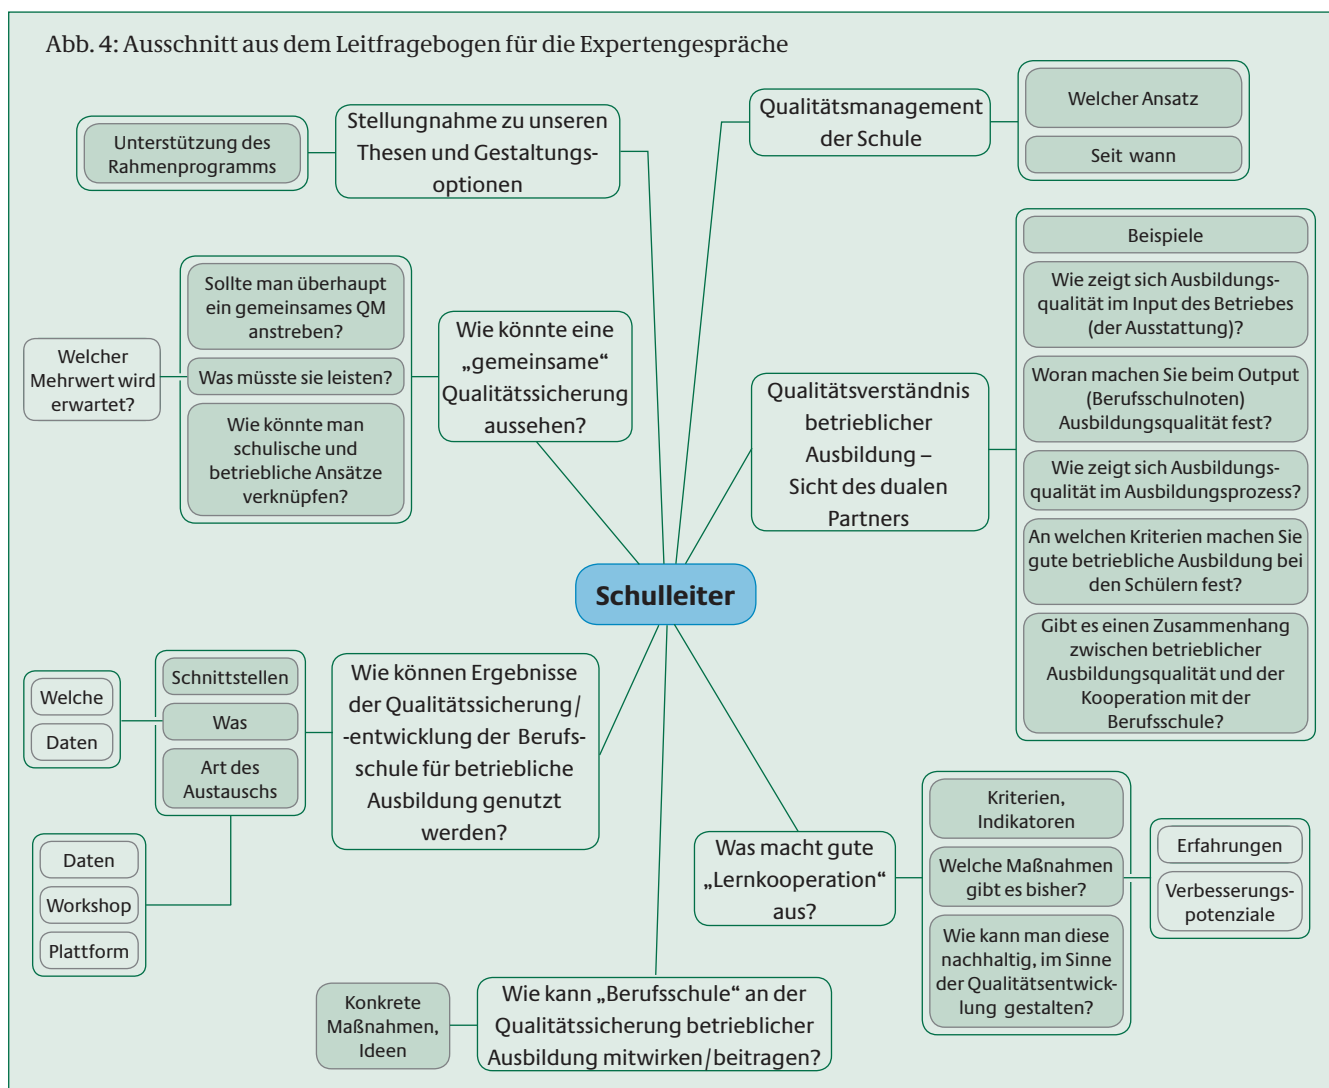 Abb. 4: Ausschnitt aus dem Leitfragebogen für die Expertengespräche
Unterstützung des
Rahmenprogramms
Stellungnahme zu unseren
Thesen und Gestaltungs-
optionen
Qualitätsmanagement
der Schule
Welcher Ansatz
Seit wann
Welcher
Mehrwert wird
erwartet?
Sollte man überhaupt
ein gemeinsames QM
anstreben?
Was müsste sie leisten?
Wie könnte man
schulische und
betriebliche Ansätze
verknüpfen?
Wie könnte eine
„gemeinsame“
Qualitätssicherung
aussehen?
Qualitätsverständnis
betrieblicher
Ausbildung –
Sicht des dualen
Partners
Beispiele
Wie zeigt sich Ausbildungs-
qualität im Input des Betriebes
(der Ausstattung)?
Woran machen Sie beim Output
(Berufsschulnoten)
Ausbildungsqualität fest?
Wie zeigt sich Ausbildungs-
qualität im Ausbildungsprozess?
An welchen Kriterien machen Sie
gute betriebliche Ausbildung bei
den Schülern fest?
Gibt es einen Zusammenhang
zwischen betrieblicher
Ausbildungsqualität und der
Kooperation mit der
Berufsschule?
Schulleiter
Welche
Daten
Schnittstellen
Was
Art des
Austauschs
Daten
Workshop
Plattform
Wie können Ergebnisse
der Qualitätssicherung/
-entwicklung der Berufs-
schule für betriebliche
Ausbildung genutzt
werden?
Was macht gute
„Lernkooperation“
aus?
Kriterien,
Indikatoren
Welche Maßnahmen
gibt es bisher?
Wie kann man diese
nachhaltig, im Sinne
der Qualitätsentwick-
lung gestalten?
Erfahrungen
Verbesserungs-
potenziale
Konkrete
Maßnahmen,
Ideen
Wie kann „Berufsschule“ an der
Qualitätssicherung betrieblicher
Ausbildung mitwirken/beitragen?